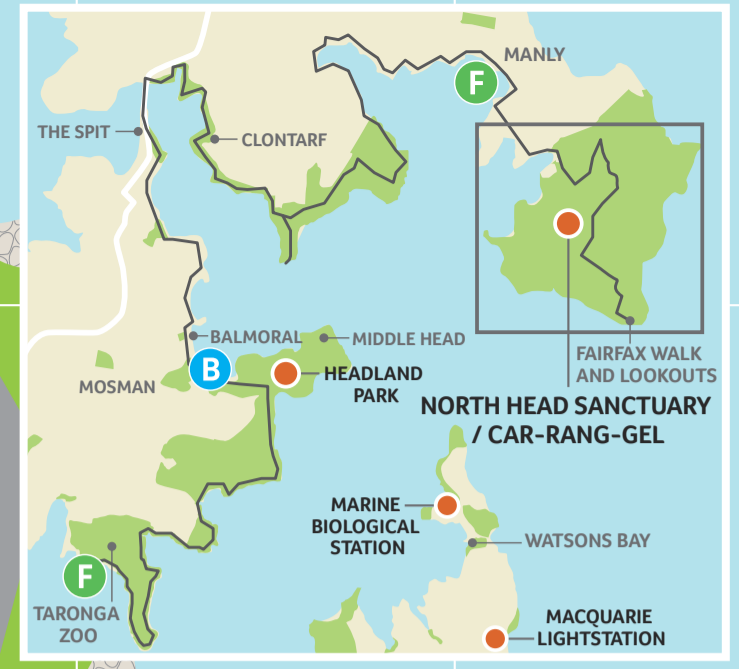 MANLY
F
THE SPIT
CLONTARF
BALMORAL
MIDDLE HEAD
B
MOSMAN
HEADLAND
PARK
FAIRFAX WALK
AND LOOKOUTS
NORTH HEAD SANCTUARY
/ CAR-RANG-GEL
MARINE
BIOLOGICAL
STATION
WATSONS BAY
F
TARONGA
ZOO
MACQUARIE
LIGHTSTATION